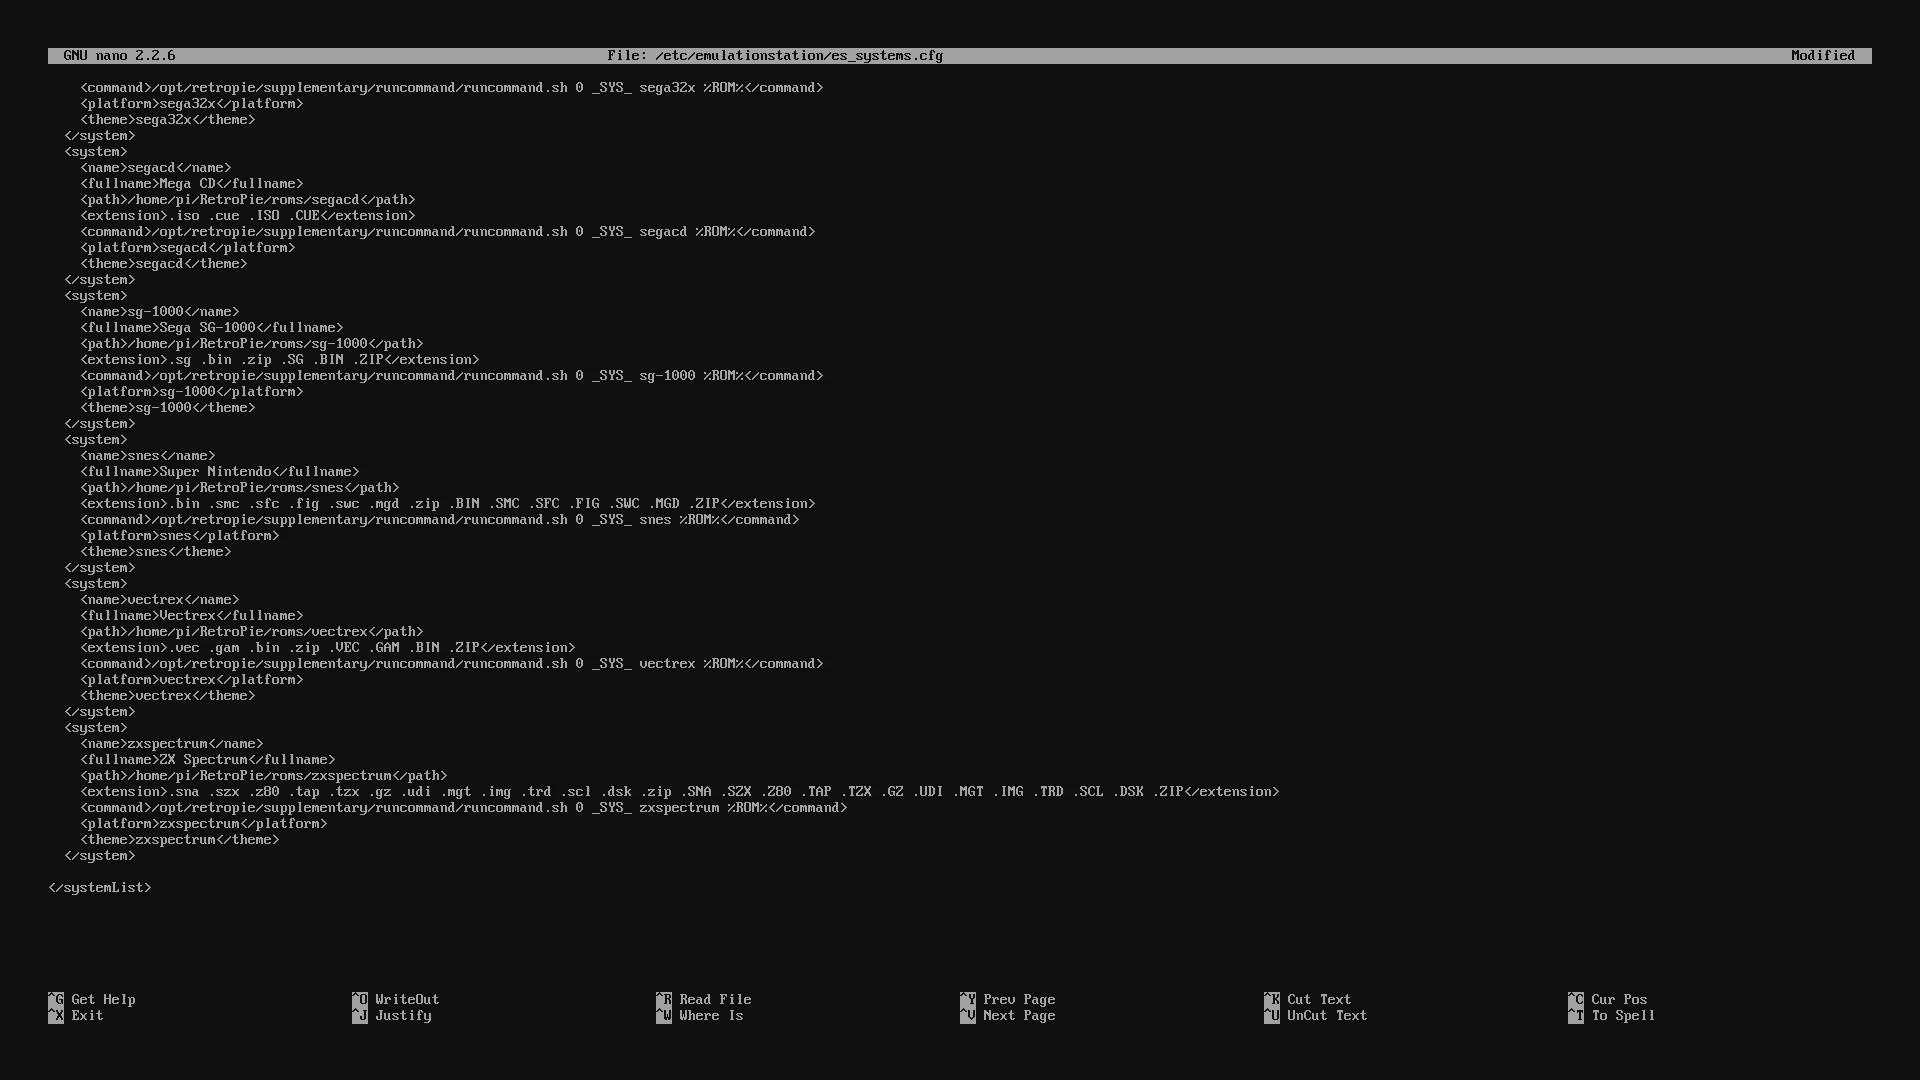 GNU nano 2.2.6 File: /etc/emulationstation/es_systems.cfg Modified
<command>/opt/retropie/supplementary/runcommand/runcommand.sh 0 _SYS_ sega32x %ROM%</command>
<platform>sega32x</platform>
<theme>sega32x</theme>
</system>
<system>
<name>segacd</name>
<fullname>Mega CD</fullname>
<path>/home/pi/RetroPie/roms/segacd</path>
<extension>.iso .cue .ISO .CUE</extension>
<command>/opt/retropie/supplementary/runcommand/runcommand.sh 0 _SYS_ segacd %ROM%</command>
<platform>segacd</platform>
<theme>segacd</theme>
</system>
<system>
<name>sg-1000</name>
<fullname>Sega SG-1000</fullname>
<path>/home/pi/RetroPie/roms/sg-1000</path>
<extension>.sg .bin .zip .SG .BIN .ZIP</extension>
<command>/opt/retropie/supplementary/runcommand/runcommand.sh 0 _SYS_ sg-1000 %ROM%</command>
<platform>sg-1000</platform>
<theme>sg-1000</theme>
</system>
<system>
<name>snes</name>
<fullname>Super Nintendo</fullname>
<path>/home/pi/RetroPie/roms/snes</path>
<extension>.bin .smc .sfc .fig .swc .mgd .zip .BIN .SMC .SFC .FIG .SWC .MGD .ZIP</extension>
<command>/opt/retropie/supplementary/runcommand/runcommand.sh 0 _SYS_ snes %ROM%</command>
<platform>snes</platform>
<theme>snes</theme>
</system>
<system>
<name>vectrex</name>
<fullname>Vectrex</fullname>
<path>/home/pi/RetroPie/roms/vectrex</path>
<extension>.vec .gam .bin .zip .VEC .GAM .BIN .ZIP</extension>
<command>/opt/retropie/supplementary/runcommand/runcommand.sh 0 _SYS_ vectrex %ROM%</command>
<platform>vectrex</platform>
<theme>vectrex</theme>
</system>
<system>
<name>zxspectrum</name>
<fullname>ZX Spectrum</fullname>
<path>/home/pi/RetroPie/roms/zxspectrum</path>
<extension>.sna .szx .z80 .tap .tzx .gz .udi .mgt .img .trd .scl .dsk .zip .SNA .SZX .Z80 .TAP .TZX .GZ .UDI .MGT .IMG .TRD .SCL .DSK .ZIP</extension>
<command>/opt/retropie/supplementary/runcommand/runcommand.sh 0 _SYS_ zxspectrum %ROM%</command>
<platform>zxspectrum</platform>
<theme>zxspectrum</theme>
</system>
</systemList>
^G Get Help ^O WriteOut ^R Read File ^Y Prev Page ^K Cut Text ^C Cur Pos
^X Exit ^J Justify ^W Where Is ^V Next Page ^U UnCut Text ^T To Spell